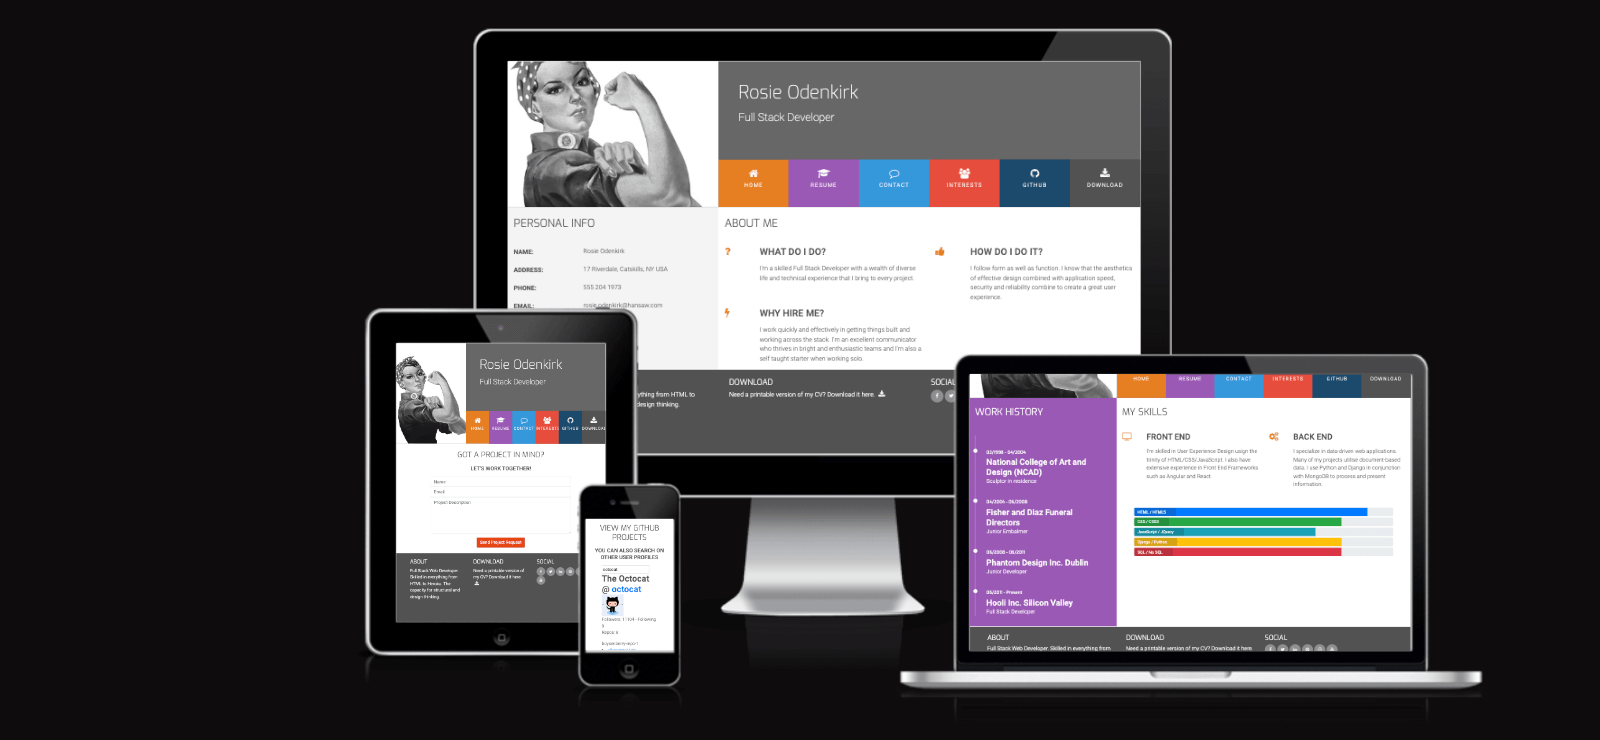 Rosie Odenkirk
Full Stack Developer
HOME
RESUME
CONTACT
INTERESTS
GITHUB
DOWNLOAD
PERSONAL INFO
NAME:
Rosie Odenkirk
ADDRESS:
17 Riverdale, Catskills, NY USA
PHONE:
555 204 1973
EMAIL:
rosie.odenkirk@hansaw.com
ABOUT ME
WHAT DO I DO?
I'm a skilled Full Stack Developer with a wealth of diverse
life and technical experience that I bring to every project.
HOW DO I DO IT?
I follow form as well as function. I know that the aesthetics
of effective design combined with application speed,
security and reliability combine to create a great user
experience.
WHY HIRE ME?
I work quickly and effectively in getting things built and
working across the stack. I'm an excellent communicator
who thrives in bright and enthusiastic teams and I'm also a
self taught starter when working solo.
from HTML to
design thinking.
DOWNLOAD
Need a printable version of my CV? Download it here.
SOCIAL
Rosie Odenkirk
Full Stack Developer
HOME
RESUME
CONTACT
INTERESTS
GITHUB
DOWNLOAD
GOT A PROJECT IN MIND?
LET'S WORK TOGETHER!
Name
Email
Project Description
Send Project Request
ABOUT
Full Stack Web Developer.
Skilled in everything from
HTML to Heroku. The
capacity for structural and
design thinking.
DOWNLOAD
Need a printable version of
my CV? Download it here.
SOCIAL
VIEW MY GITHUB
PROJECTS
YOU CAN ALSO SEARCH ON
OTHER USER PROFILES
octocat
The Octocat
@ octocat
Following
Repos: 8
HOME
RESUME
CONTACT
INTERESTS
GITHUB
DOWNLOAD
WORK HISTORY
02/1998 - 04/2004
National College of Art and
Design (NCAD)
Sculptor in residence
04/2004 - 06/2008
Fisher and Diaz Funeral
Directors
Junior Embalmer
06/2008 - 08/2011
Phantom Design Inc. Dublin
Junior Developer
08/2011 - Present
Hooli Inc. Silicon Valley
Full Stack Developer
MY SKILLS
FRONT END
I'm skilled in User Experience Design usign the
trinity of HTML/CSS/JavaScript. I also have
extensive experience in Front End Frameworks
such as Angular and React.
BACK END
I specialize in data-driven web applications.
Many of my projects utilise document-based
data. I use Python and Django in conjunction
with MongoDB to process and present
information.
HTML / HTML5
CSS / CSS3
JavaScript / JQuery
Django / Python
SQL / No SQL
ABOUT
Full Stack Web Developer. Skilled in everything from
DOWNLOAD
Need a printable version of my CV? Download it here
SOCIAL